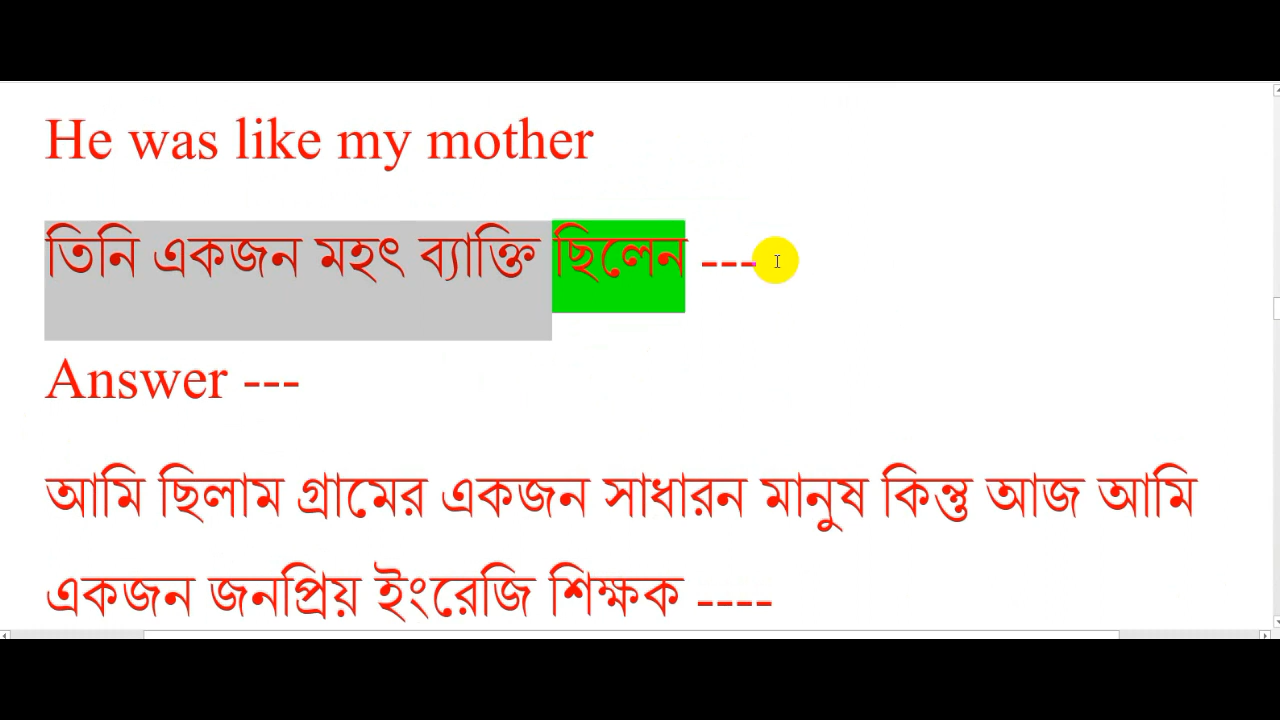 He was like my mother
তিনি একজন মহৎ ব্যাক্তি ছিলেন ---
Answer ---
আমি ছিলাম গ্রামের একজন সাধারন মানুষ কিন্তু আজ আমি
একজন জনপ্রিয় ইংরেজি শিক্ষক ----